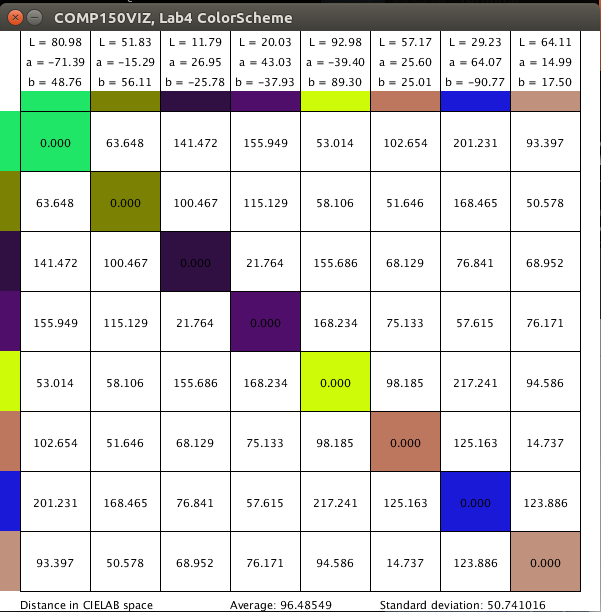 COMP150VIZ, Lab4 ColorScheme
L = 80.98 L = 51.83 L = 11.79 L = 20.03 L = 92.98 L = 57.17 L = 29.23 L = 64.11
a = −71.39 a = −15.29 a = 26.95 a = 43.03 a = −39.40 a = 25.60 a = 64.07 a = 14.99
b = 48.76 b = 56.11 b = −25.78 b = −37.93 b = 89.30 b = 25.01 b = −90.77 b = 17.50
0.000 63.648 141.472 155.949 53.014 102.654 201.231 93.397
63.648 0.000 100.467 115.129 58.106 51.646 168.465 50.578
141.472 100.467 0.000 21.764 155.686 68.129 76.841 68.952
155.949 115.129 21.764 0.000 168.234 75.133 57.615 76.171
53.014 58.106 155.686 168.234 0.000 98.185 217.241 94.586
102.654 51.646 68.129 75.133 98.185 0.000 125.163 14.737
201.231 168.465 76.841 57.615 217.241 125.163 0.000 123.886
93.397 50.578 68.952 76.171 94.586 14.737 123.886 0.000
Distance in CIELAB space Average: 96.48549 Standard deviation: 50.741016